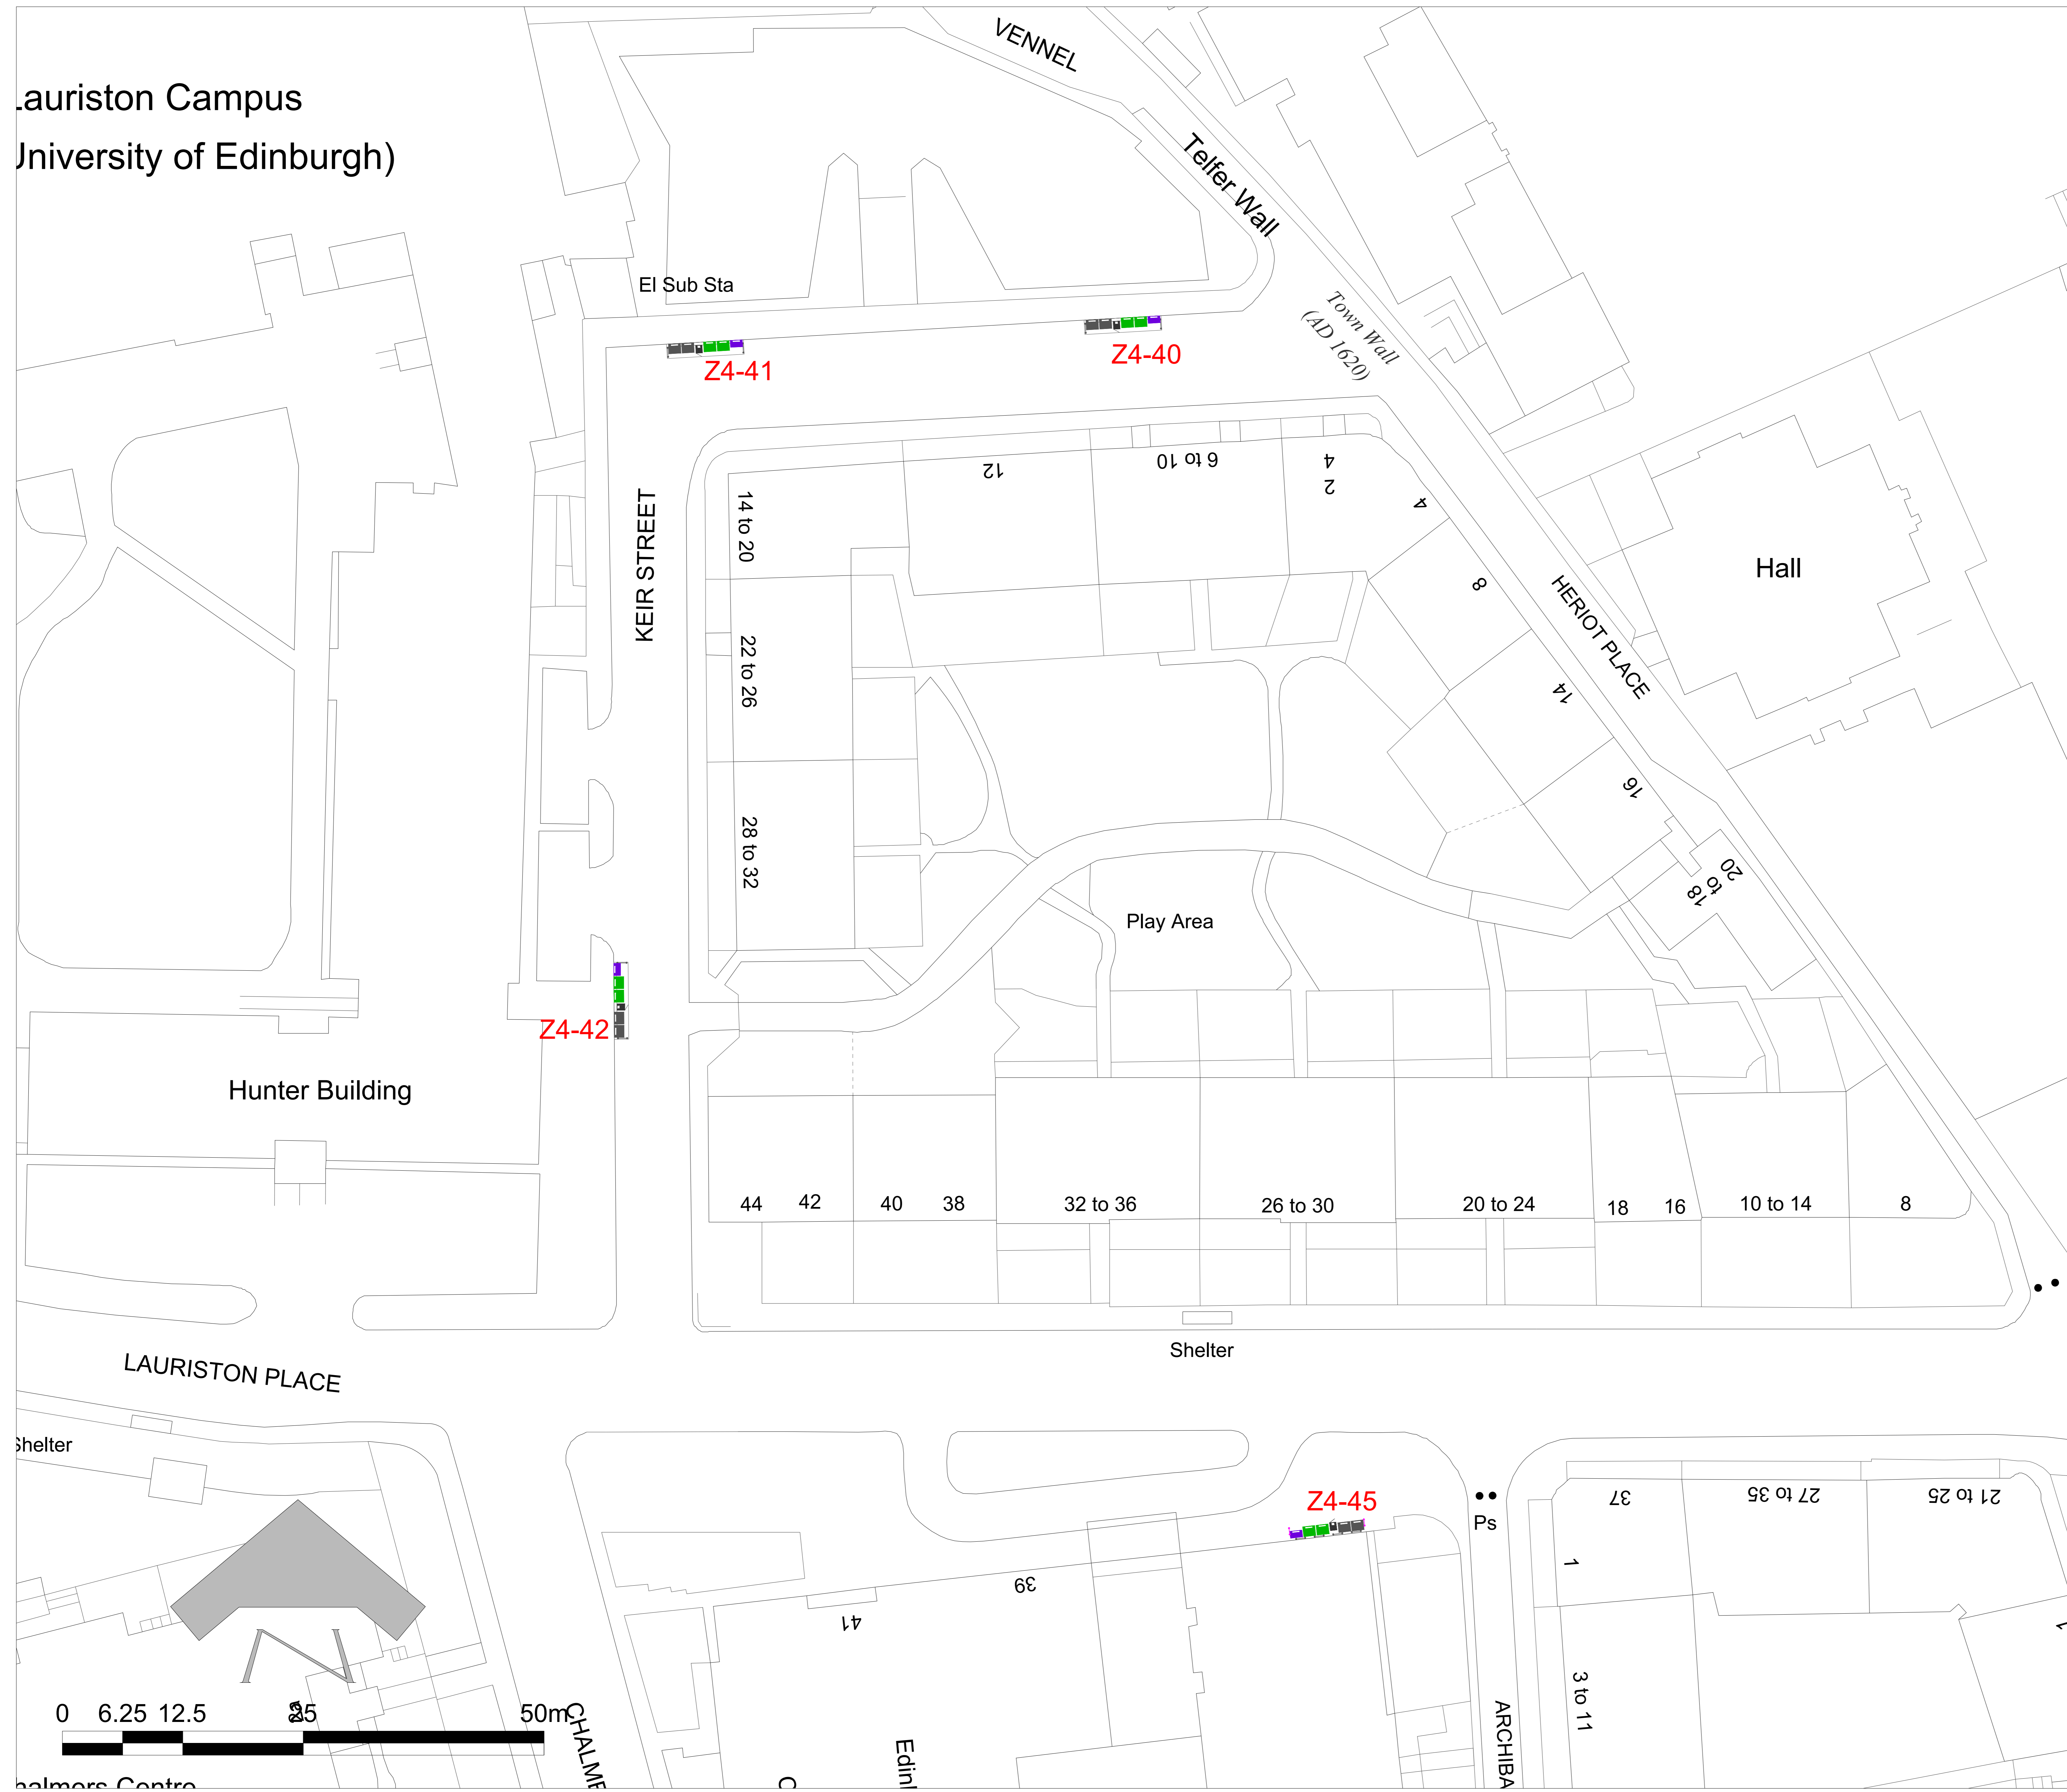 VENNEL
Lauriston Campus
University of Edinburgh)
Telfer Wall
El Sub Sta
Town Wall
(AD 1620)
Z4-40
Z4-41
12
6 to 10
4
2
4
14 to 20
KEIR STREET
8
Hall
HERIOT PLACE
22 to 26
14
16
28 to 32
18
to
20
Play Area
Z4-42
Hunter Building
44
42
40
38
32 to 36
26 to 30
20 to 24
18
16
10 to 14
8
Shelter
LAURISTON PLACE
Shelter
Z4-45
Ps
37
27 to 35
21 to 25
1
39
41
3 to 11
1
0 6.25 12.5 25 50m
CHALME
Edin
ARCHIBA
halmers Centre